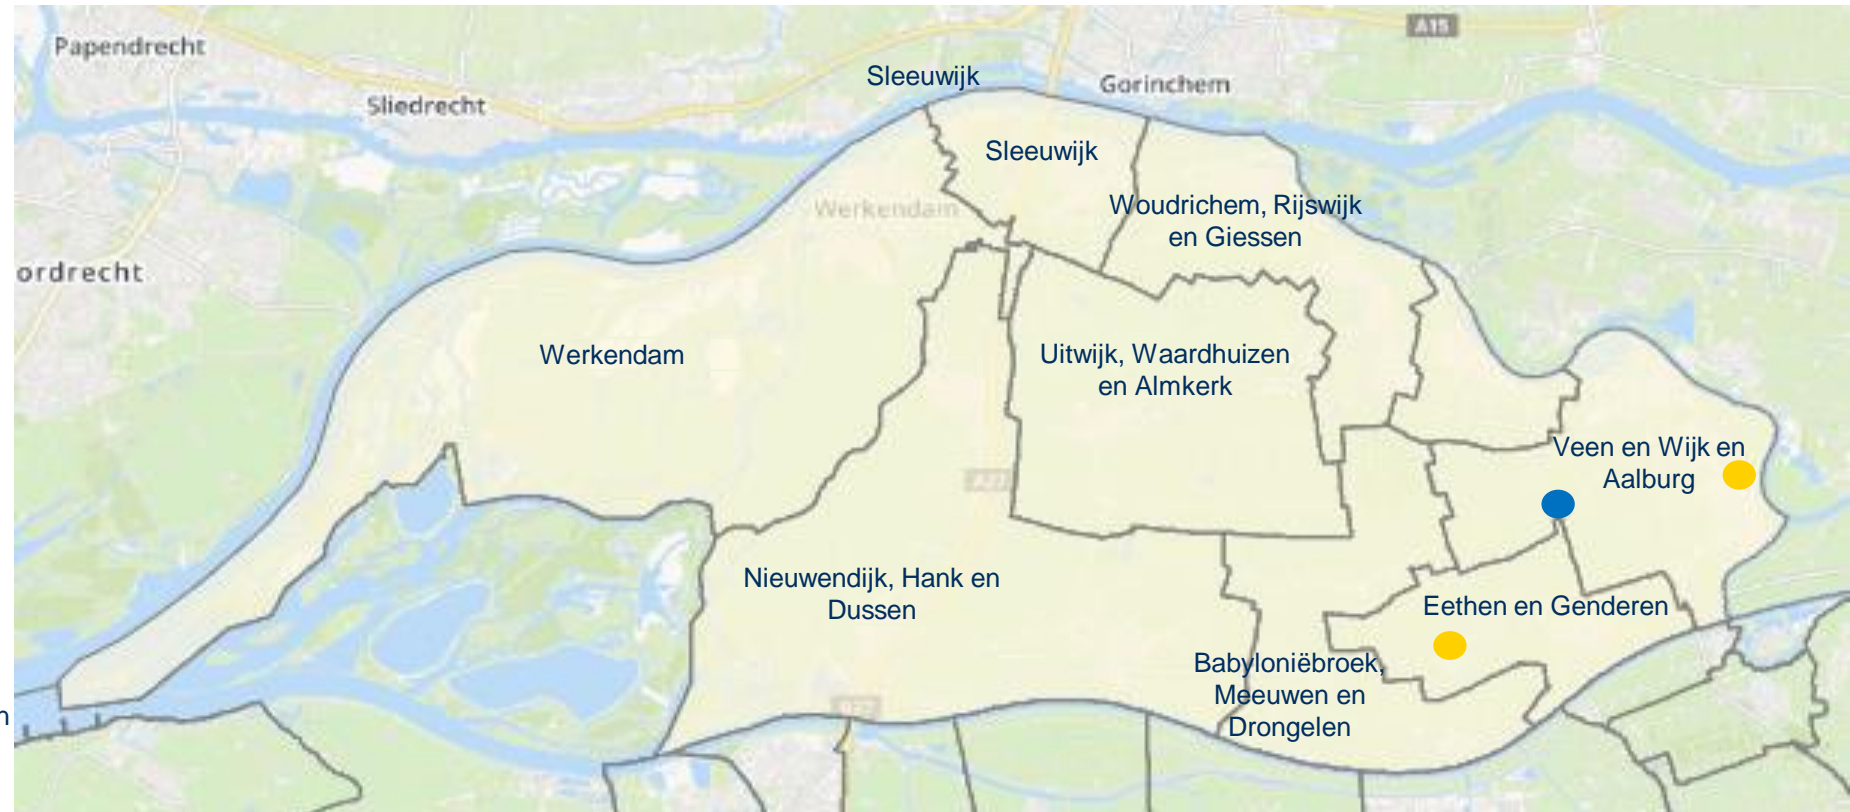 A15
Papendrecht
Sleeuwijk
Gorinchem
Sliedrecht
Sleeuwijk
Werkendam
Woudrichem, Rijswijk
en Giessen
ordrecht
Werkendam
Uitwijk, Waardhuizen
en Almkerk
Veen en Wijk en
Aalburg
A27
Nieuwendijk, Hank en
Dussen
Eethen en Genderen
Babyloniëbroek,
Meeuwen en
Drongelen
n